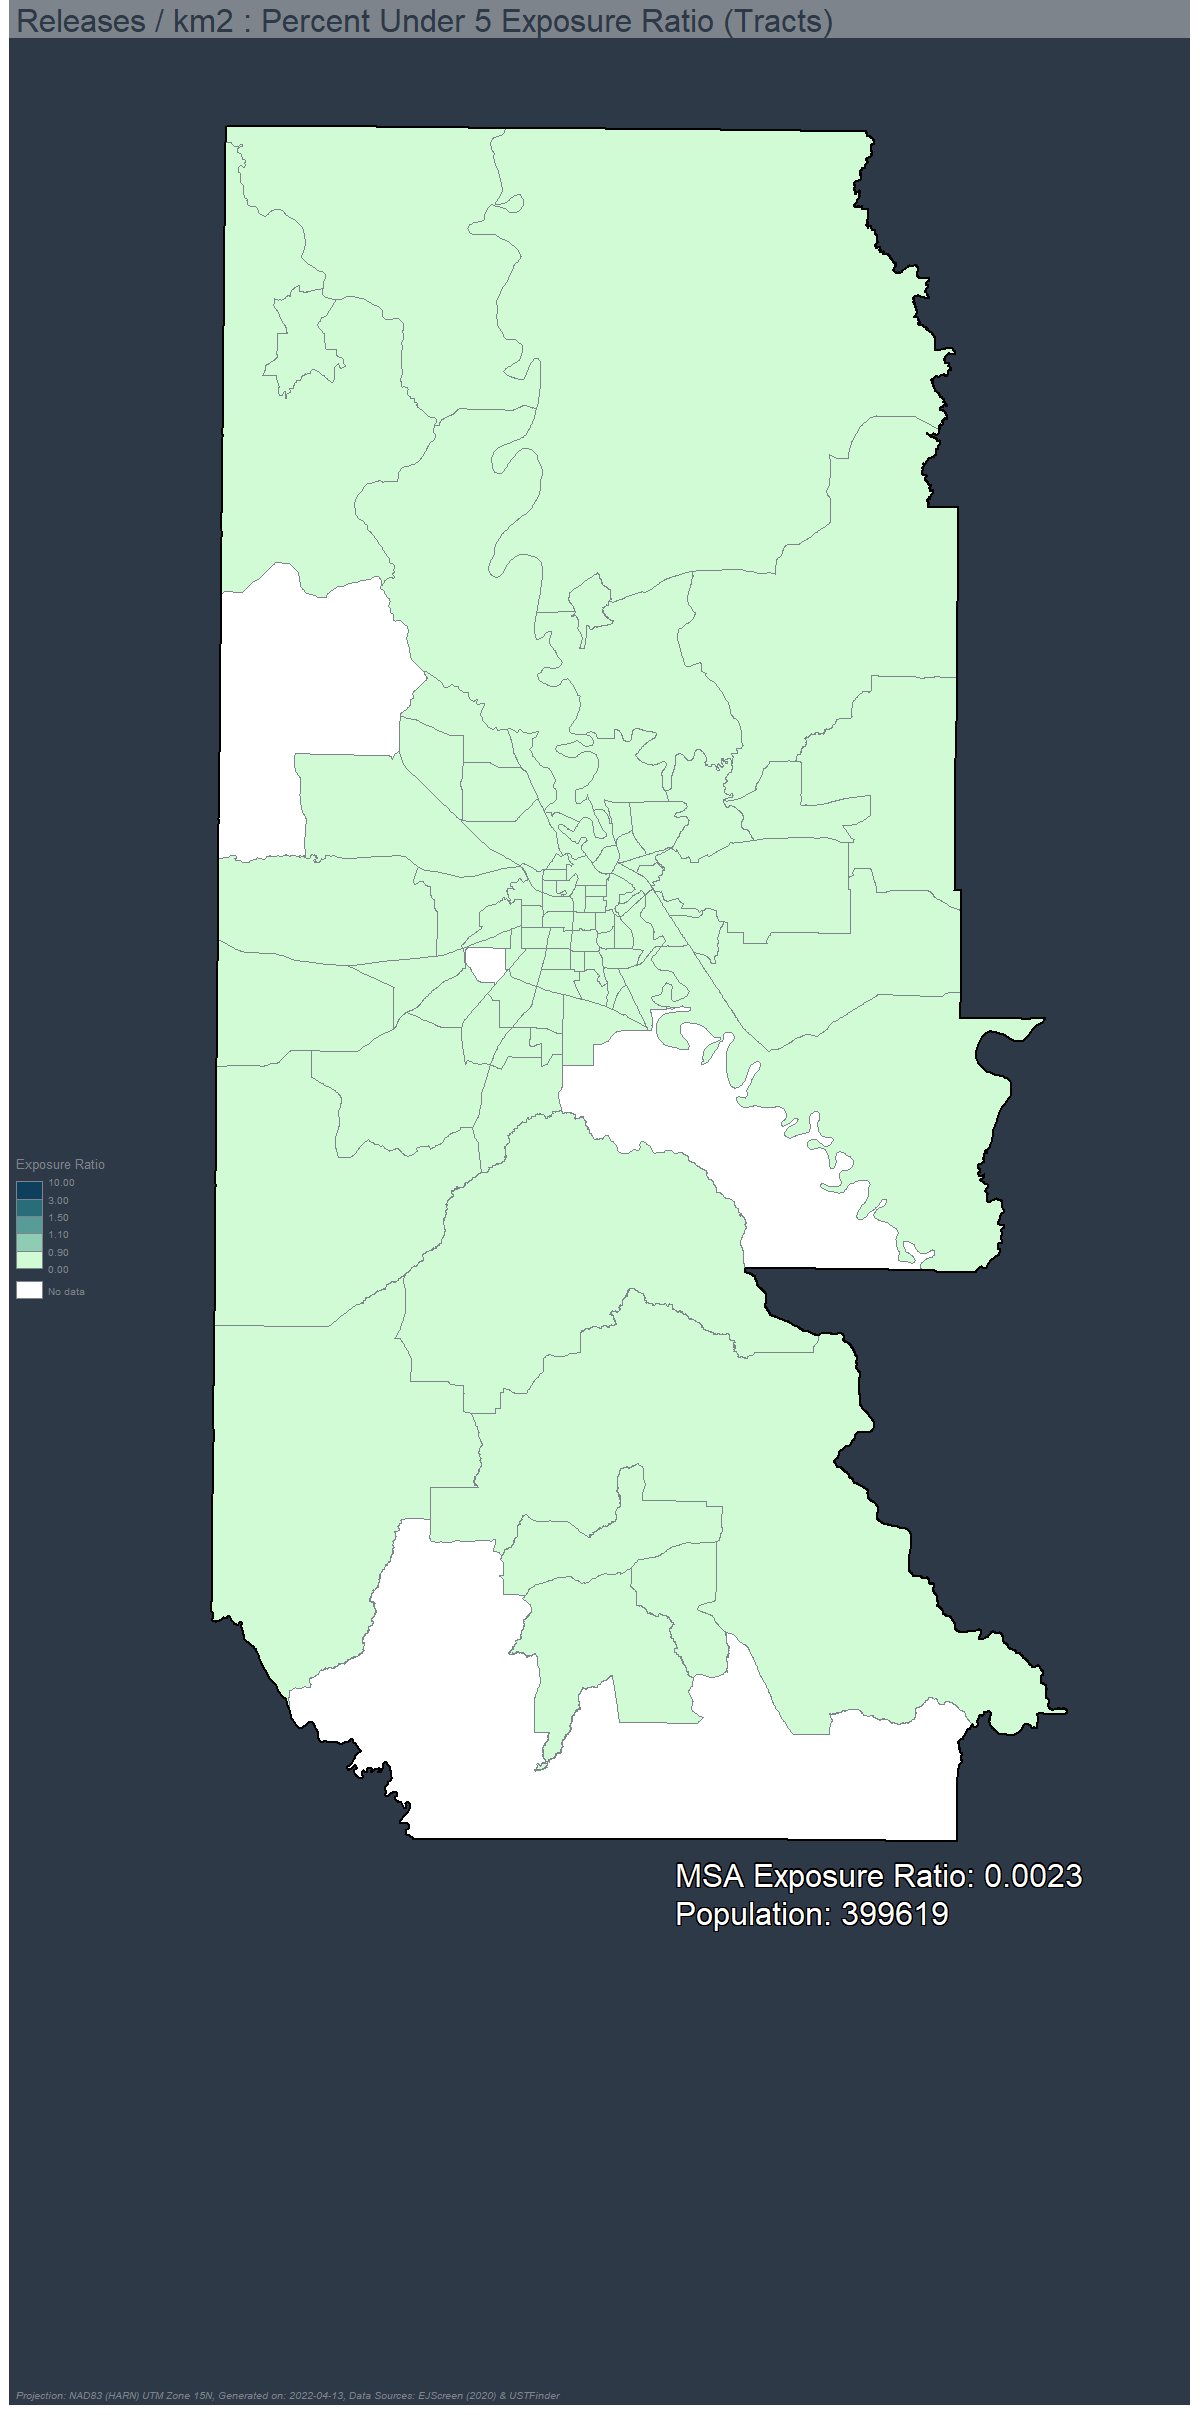 Releases / km2 : Percent Under 5 Exposure Ratio (Tracts)
Exposure Ratio
10.00
3.00
1.50
1.10
0.90
0.00
No data
MSA Exposure Ratio: 0.0023
Population: 399619
Projection: NAD83 (HARN) UTM Zone 15N, Generated on: 2022-04-13, Data Sources: EJScreen (2020) & USTFinder